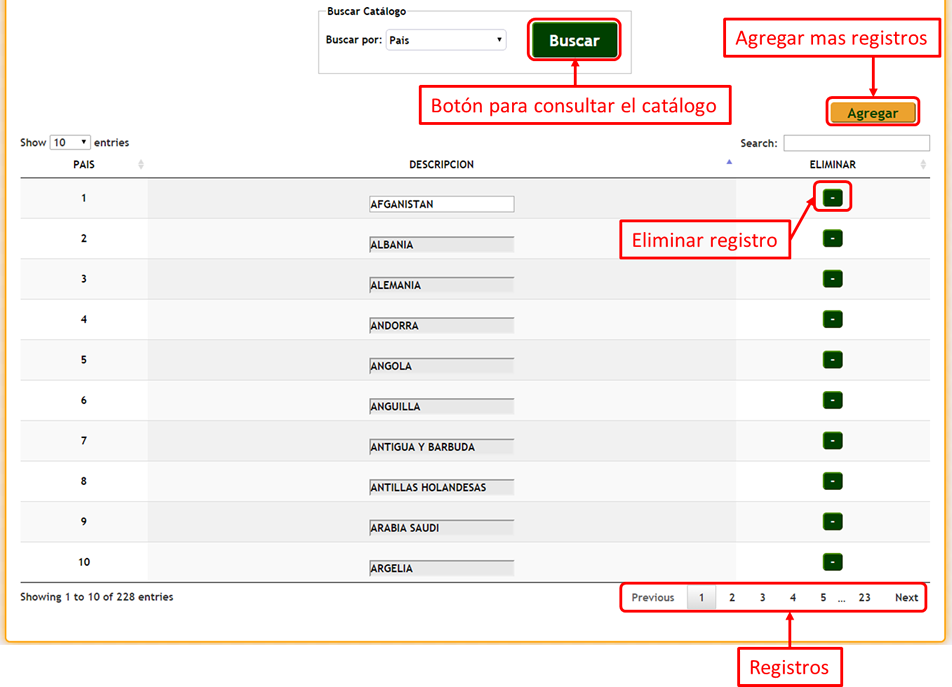 Buscar Catálogo
Buscar por: Pais
Buscar
Agregar mas registros
Botón para consultar el catálogo
Agregar
Show 10 entries
Search:
PAIS DESCRIPCION ELIMINAR
1 AFGANISTAN -
Eliminar registro
2 ALBANIA -
3 ALEMANIA -
4 ANDORRA -
5 ANGOLA -
6 ANGUILLA -
7 ANTIGUA Y BARBUDA -
8 ANTILLAS HOLANDESAS -
9 ARABIA SAUDI -
10 ARGELIA -
Showing 1 to 10 of 228 entries
Previous 1 2 3 4 5 ... 23 Next
Registros